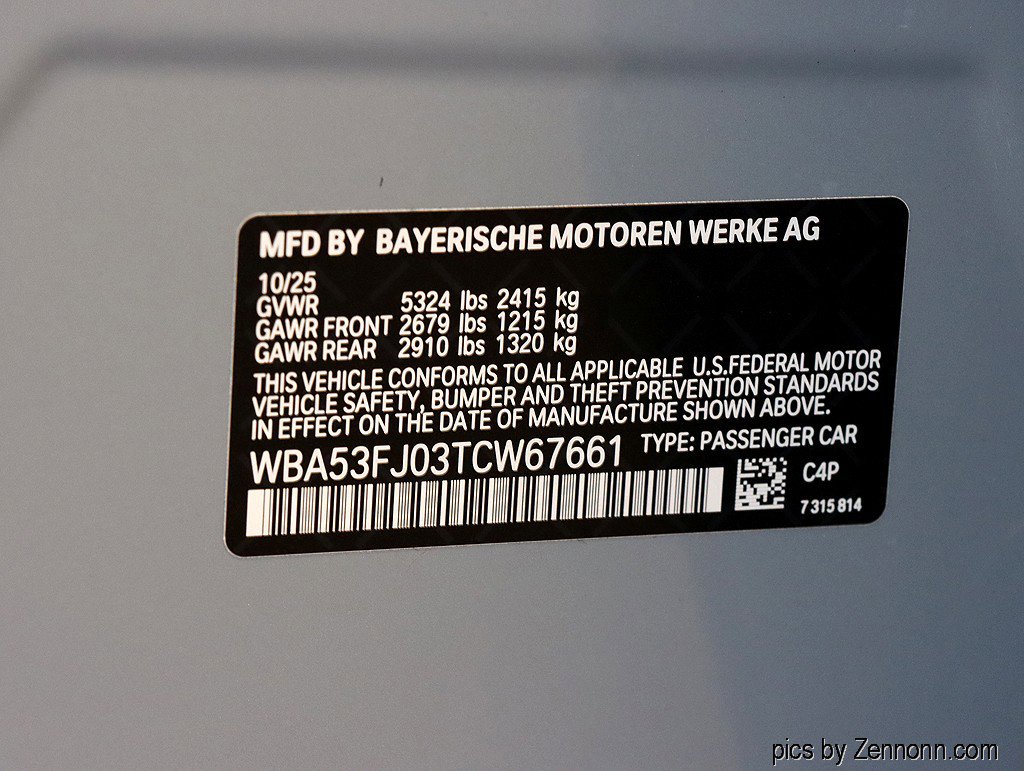 MFD BY BAYERISCHE MOTOREN WERKE AG
10/25
GVWR 5324 lbs 2415 kg
GAWR FRONT 2679 lbs 1215 kg
GAWR REAR 2910 lbs 1320 kg
THIS VEHICLE CONFORMS TO ALL APPLICABLE U.S.FEDERAL MOTOR
VEHICLE SAFETY, BUMPER AND THEFT PREVENTION STANDARDS
IN EFFECT ON THE DATE OF MANUFACTURE SHOWN ABOVE.
WBA53FJ03TCW67661 TYPE: PASSENGER CAR
C4P
7 315 814
pics by Zennonn.com